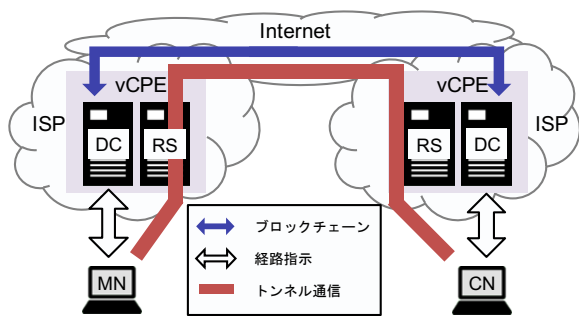 Internet
vCPE
vCPE
ISP
DC
RS
RS
DC
ISP
MN
ブロックチェーン
経路指示
トンネル通信
CN